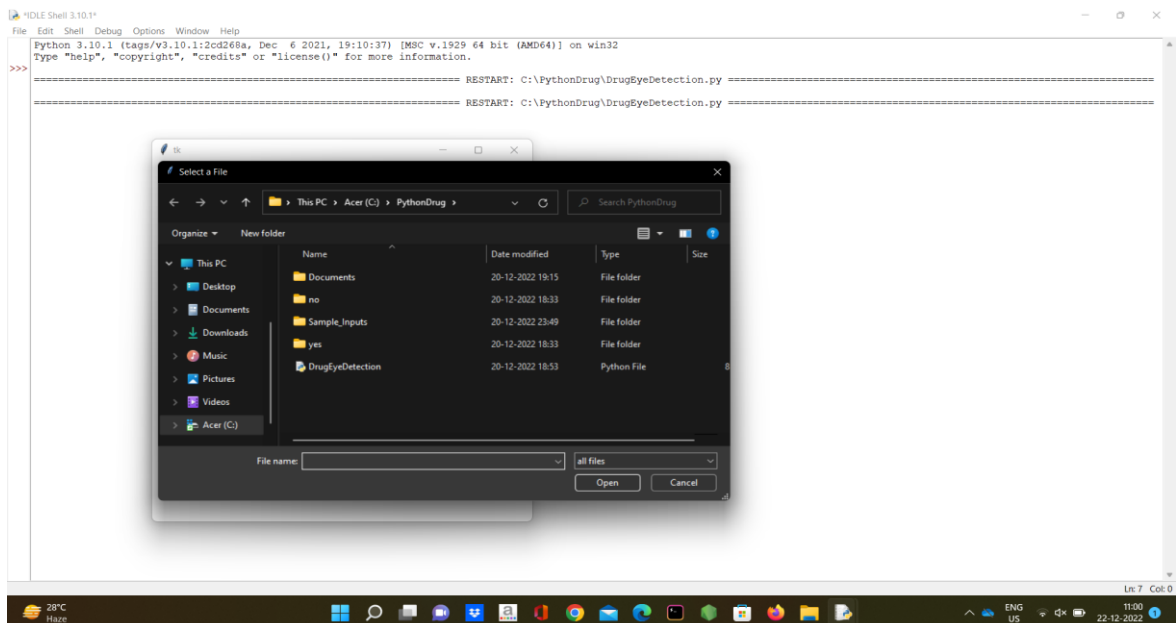 *IDLE Shell 3.10.1*
File Edit Shell Debug Options Window Help
Python 3.10.1 (tags/v3.10.1:2cd268a, Dec  6 2021, 19:10:37) [MSC v.1929 64 bit (AMD64)] on win32
Type "help", "copyright", "credits" or "license()" for more information.
>>>
====================================================================== RESTART: C:\PythonDrug\DrugEyeDetection.py ======================================================================
====================================================================== RESTART: C:\PythonDrug\DrugEyeDetection.py ======================================================================
tk
Select a File
This PC > Acer (C:) > PythonDrug >
Search PythonDrug
Organize New folder
Name Date modified Type Size
This PC
Desktop
Documents
Downloads
Music
Pictures
Videos
Acer (C:)
Documents 20-12-2022 19:15 File folder
no 20-12-2022 18:33 File folder
Sample_Inputs 20-12-2022 23:49 File folder
yes 20-12-2022 18:33 File folder
DrugEyeDetection 20-12-2022 18:53 Python File 8
File name: all files
Open Cancel
Ln: 7 Col: 0
28°C
Haze
a
ENG
US
11:00
22-12-2022
1